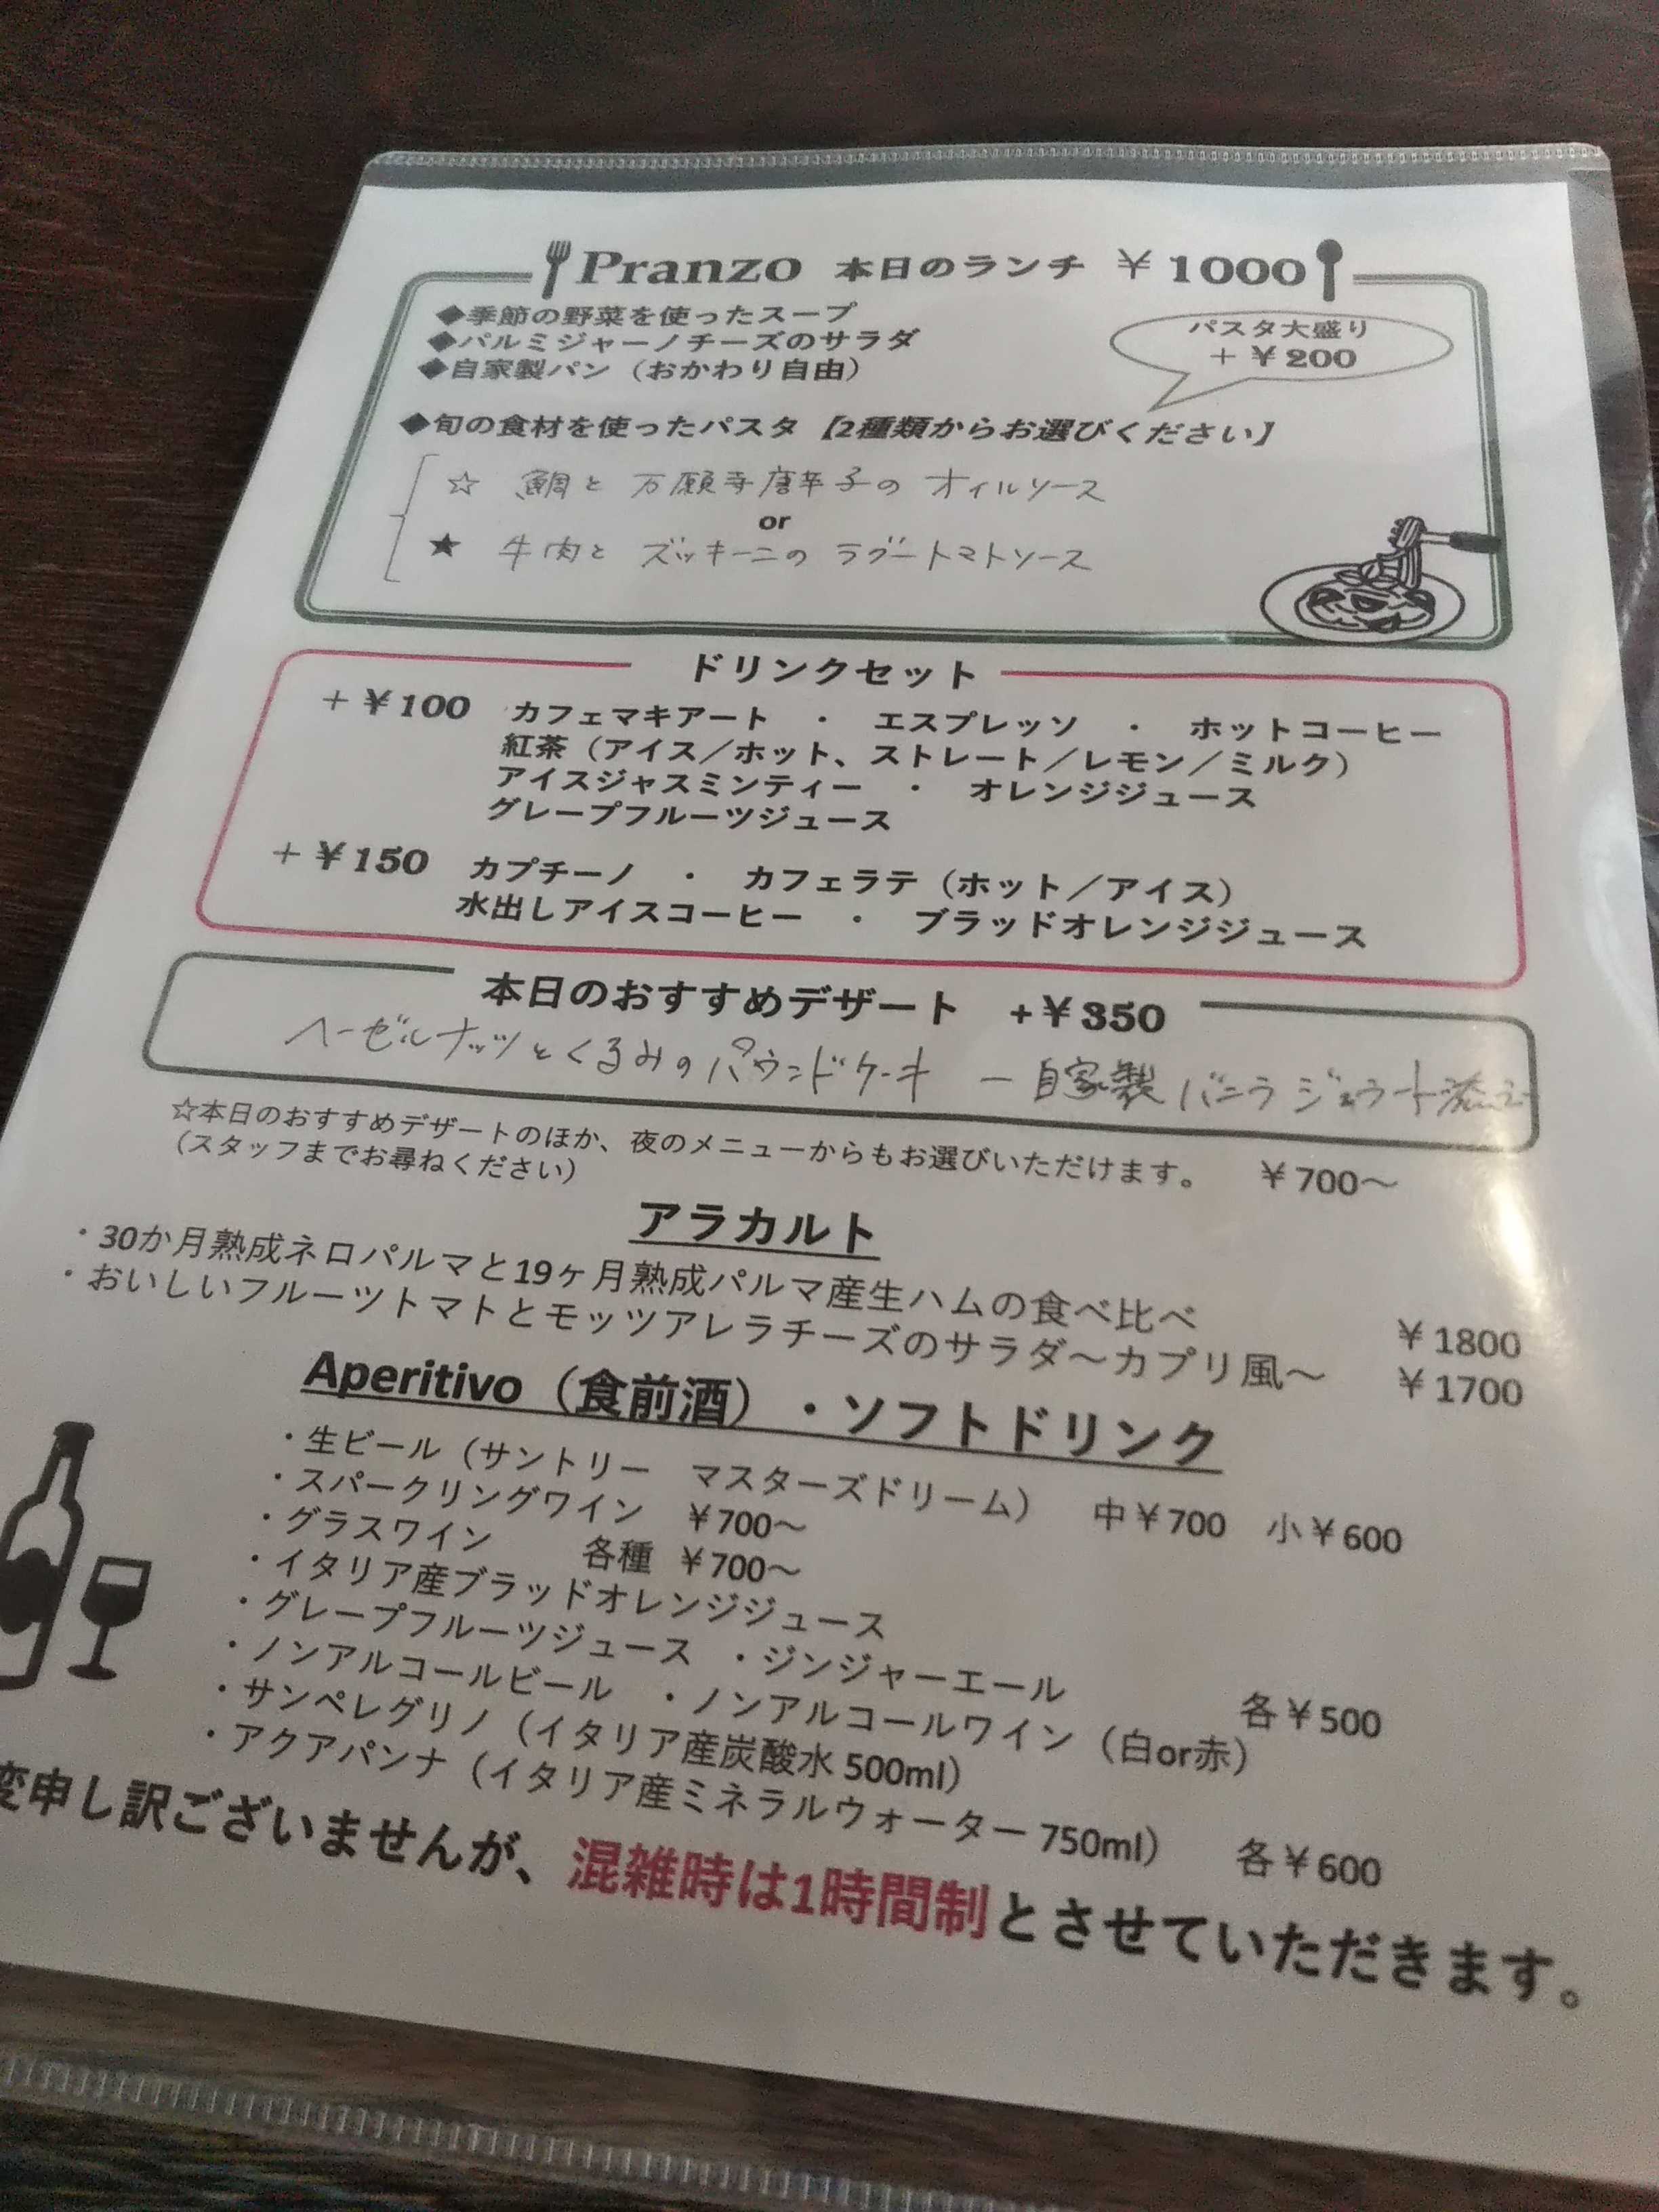 Pranzo 本日のランチ ￥1000
◆季節の野菜を使ったスープ
◆パルミジャーノチーズのサラダ
◆自家製パン（おかわり自由）
パスタ大盛り
＋￥200
◆旬の食材を使ったパスタ【2種類からお選びください】
☆ 鯛と 万願寺唐辛子の オイルソース
or
★ 牛肉と ズッキーニの ラグートマトソース
ドリンクセット
＋￥100 カフェマキアート ・ エスプレッソ ・ ホットコーヒー
紅茶（アイス／ホット、ストレート／レモン／ミルク）
アイスジャスミンティー ・ オレンジジュース
グレープフルーツジュース
＋￥150 カプチーノ ・ カフェラテ（ホット／アイス）
水出しアイスコーヒー ・ ブラッドオレンジジュース
本日のおすすめデザート +￥350
ヘーゼルナッツとくるみのパウンドケーキ ー自家製バニラジェラート添えー
☆本日のおすすめデザートのほか、夜のメニューからもお選びいただけます。 ￥700～
（スタッフまでお尋ねください）
アラカルト
・30か月熟成ネロパルマと19ヶ月熟成パルマ産生ハムの食べ比べ ￥1800
・おいしいフルーツトマトとモッツアレラチーズのサラダ～カプリ風～ ￥1700
Aperitivo（食前酒）・ソフトドリンク
・生ビール（サントリー マスターズドリーム） 中￥700 小￥600
・スパークリングワイン ￥700～
・グラスワイン 各種 ￥700～
・イタリア産ブラッドオレンジジュース
・グレープフルーツジュース ・ジンジャーエール
・ノンアルコールビール ・ノンアルコールワイン（白or赤） 各￥500
・サンペレグリノ（イタリア産炭酸水 500ml）
・アクアパンナ（イタリア産ミネラルウォーター 750ml） 各￥600
変申し訳ございませんが、混雑時は1時間制とさせていただきます。